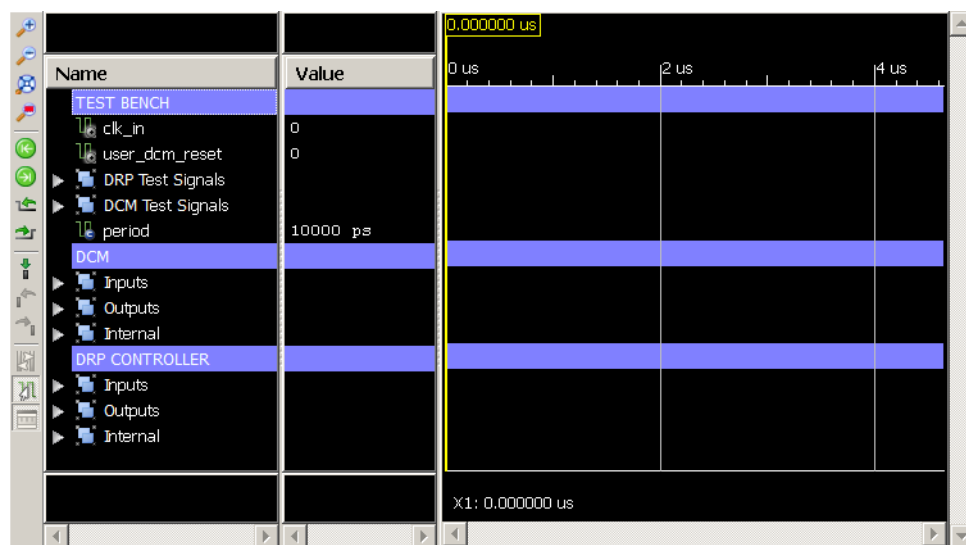 0.000000 us
Name Value 0 us 2 us 4 us
TEST BENCH
clk_in 0
user_dcm_reset 0
DRP Test Signals
DCM Test Signals
period 10000 ps
DCM
Inputs
Outputs
Internal
DRP CONTROLLER
Inputs
Outputs
Internal
X1: 0.000000 us